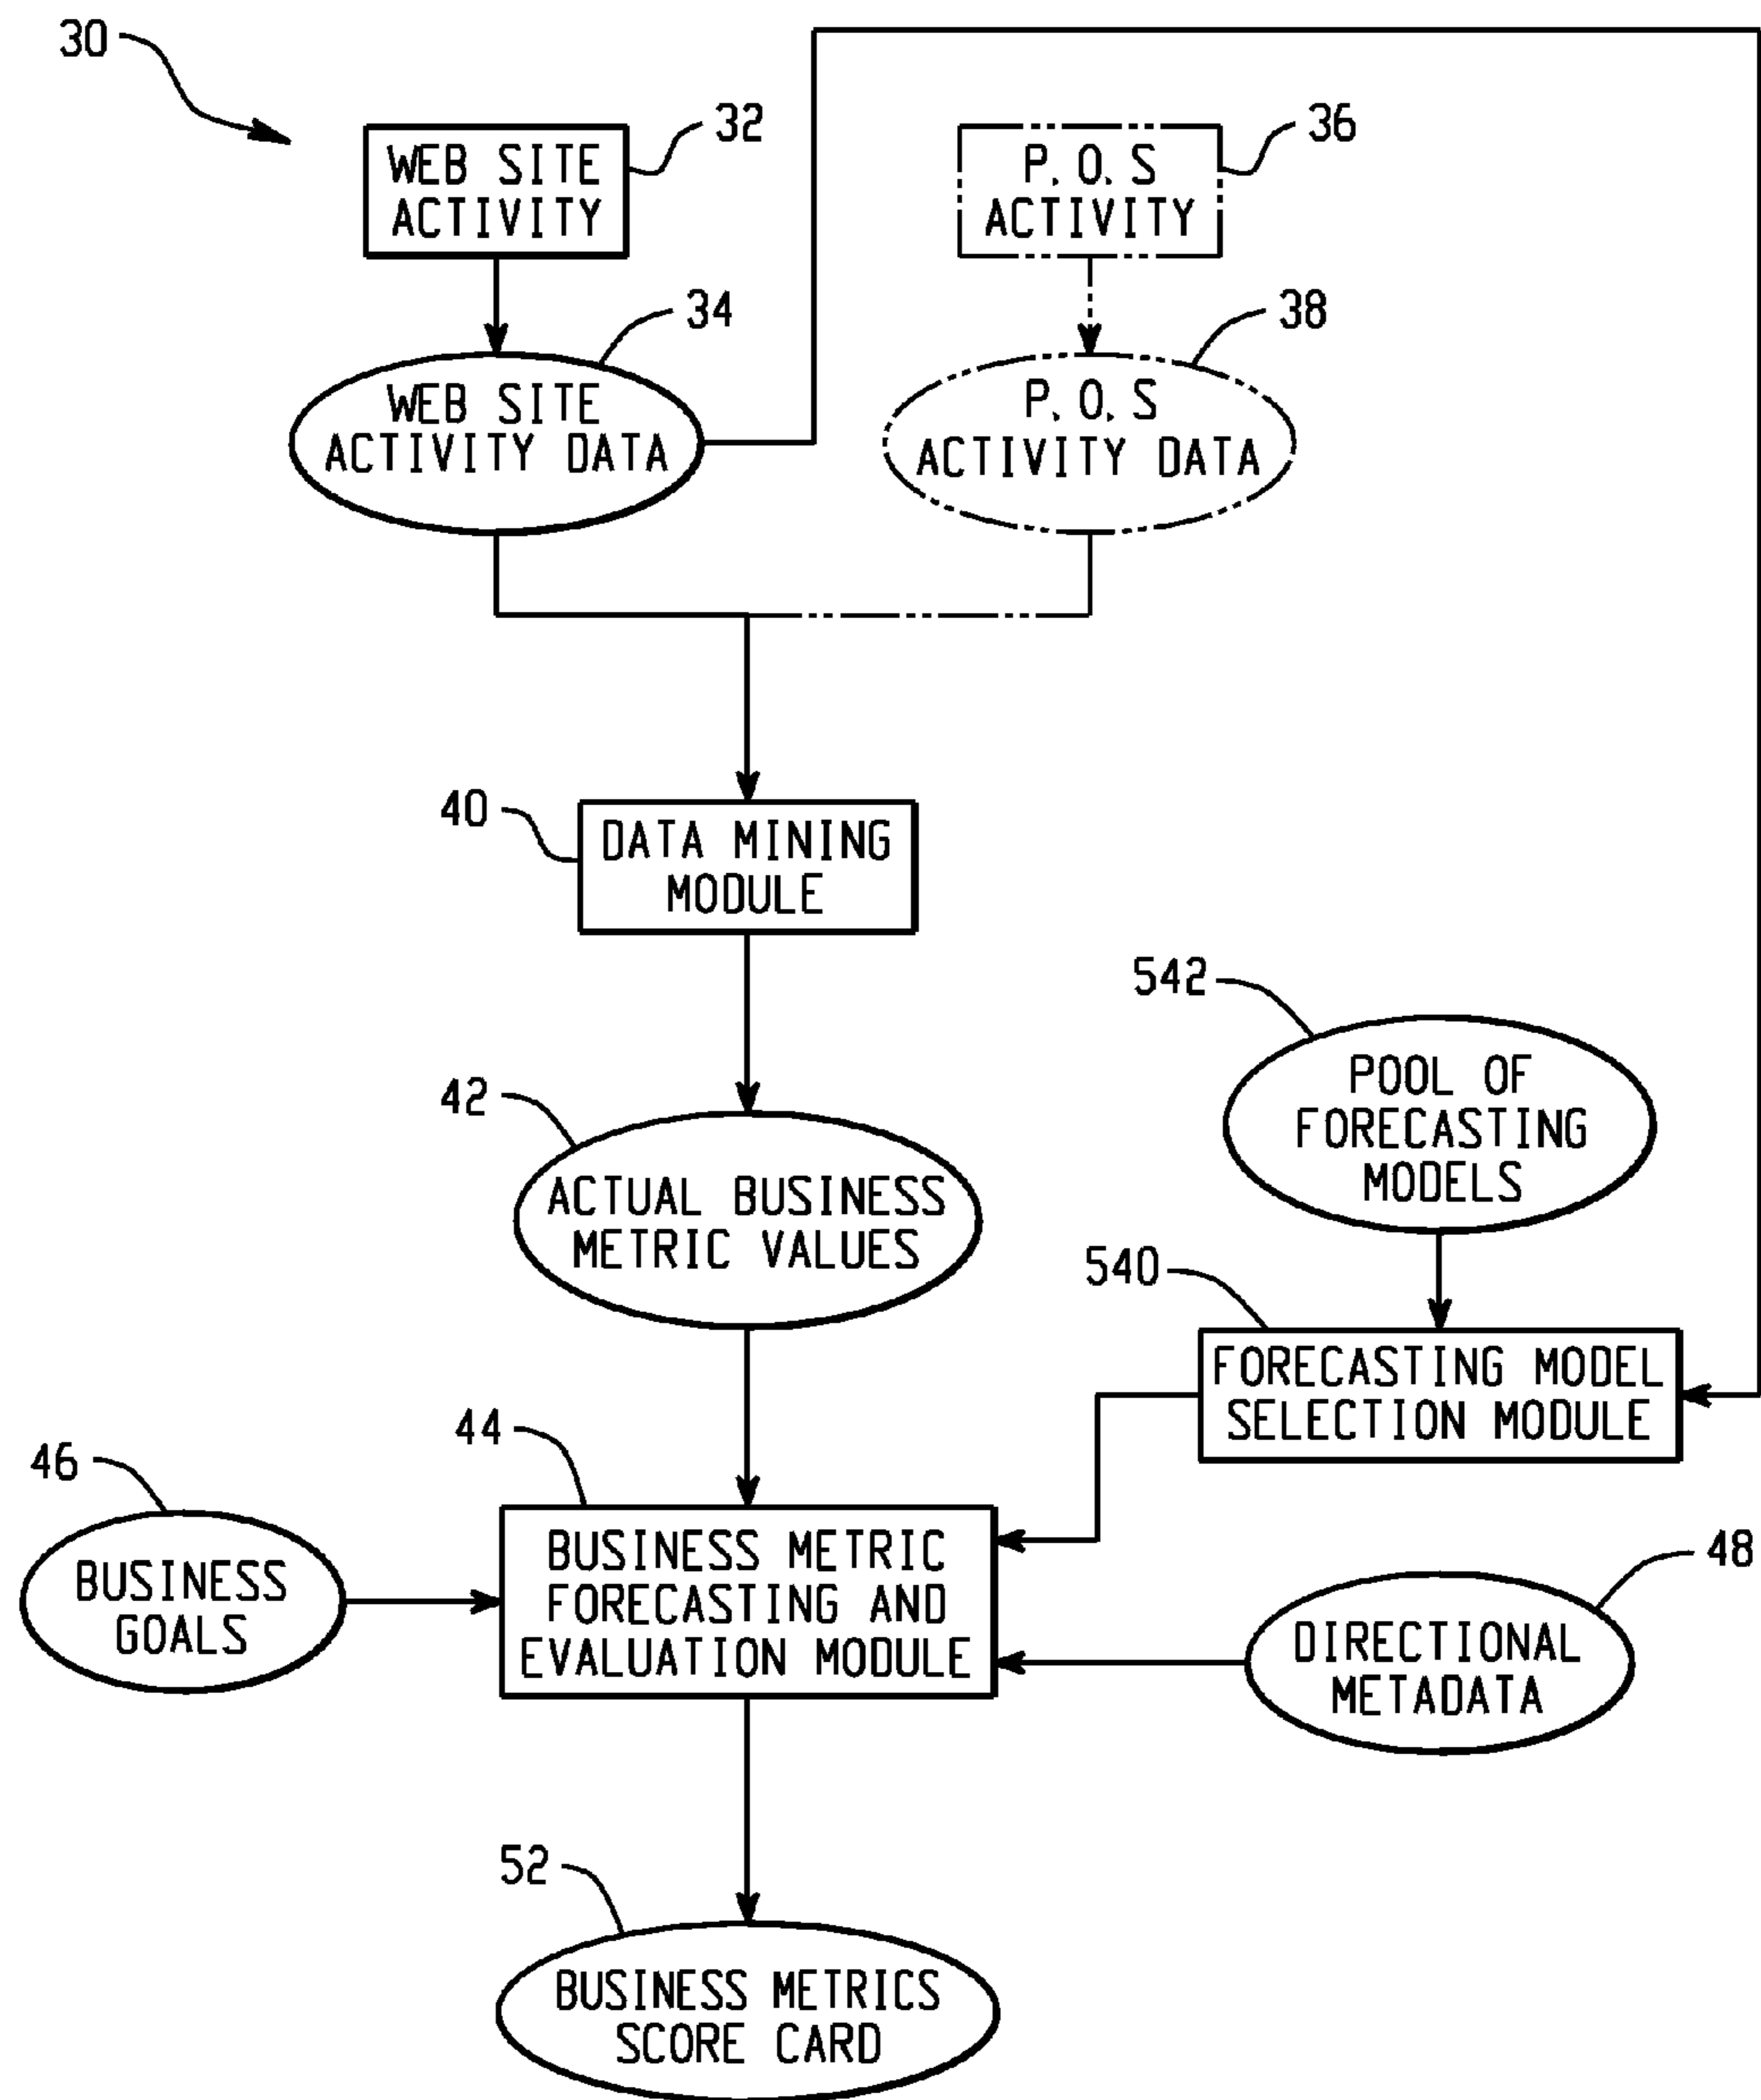 30
32
WEB SITE
ACTIVITY
36
P.O.S
ACTIVITY
34
WEB SITE
ACTIVITY DATA
38
P.O.S
ACTIVITY DATA
40
DATA MINING
MODULE
542
POOL OF
FORECASTING
MODELS
42
ACTUAL BUSINESS
METRIC VALUES
540
FORECASTING MODEL
SELECTION MODULE
44
46
BUSINESS
GOALS
BUSINESS METRIC
FORECASTING AND
EVALUATION MODULE
48
DIRECTIONAL
METADATA
52
BUSINESS METRICS
SCORE CARD